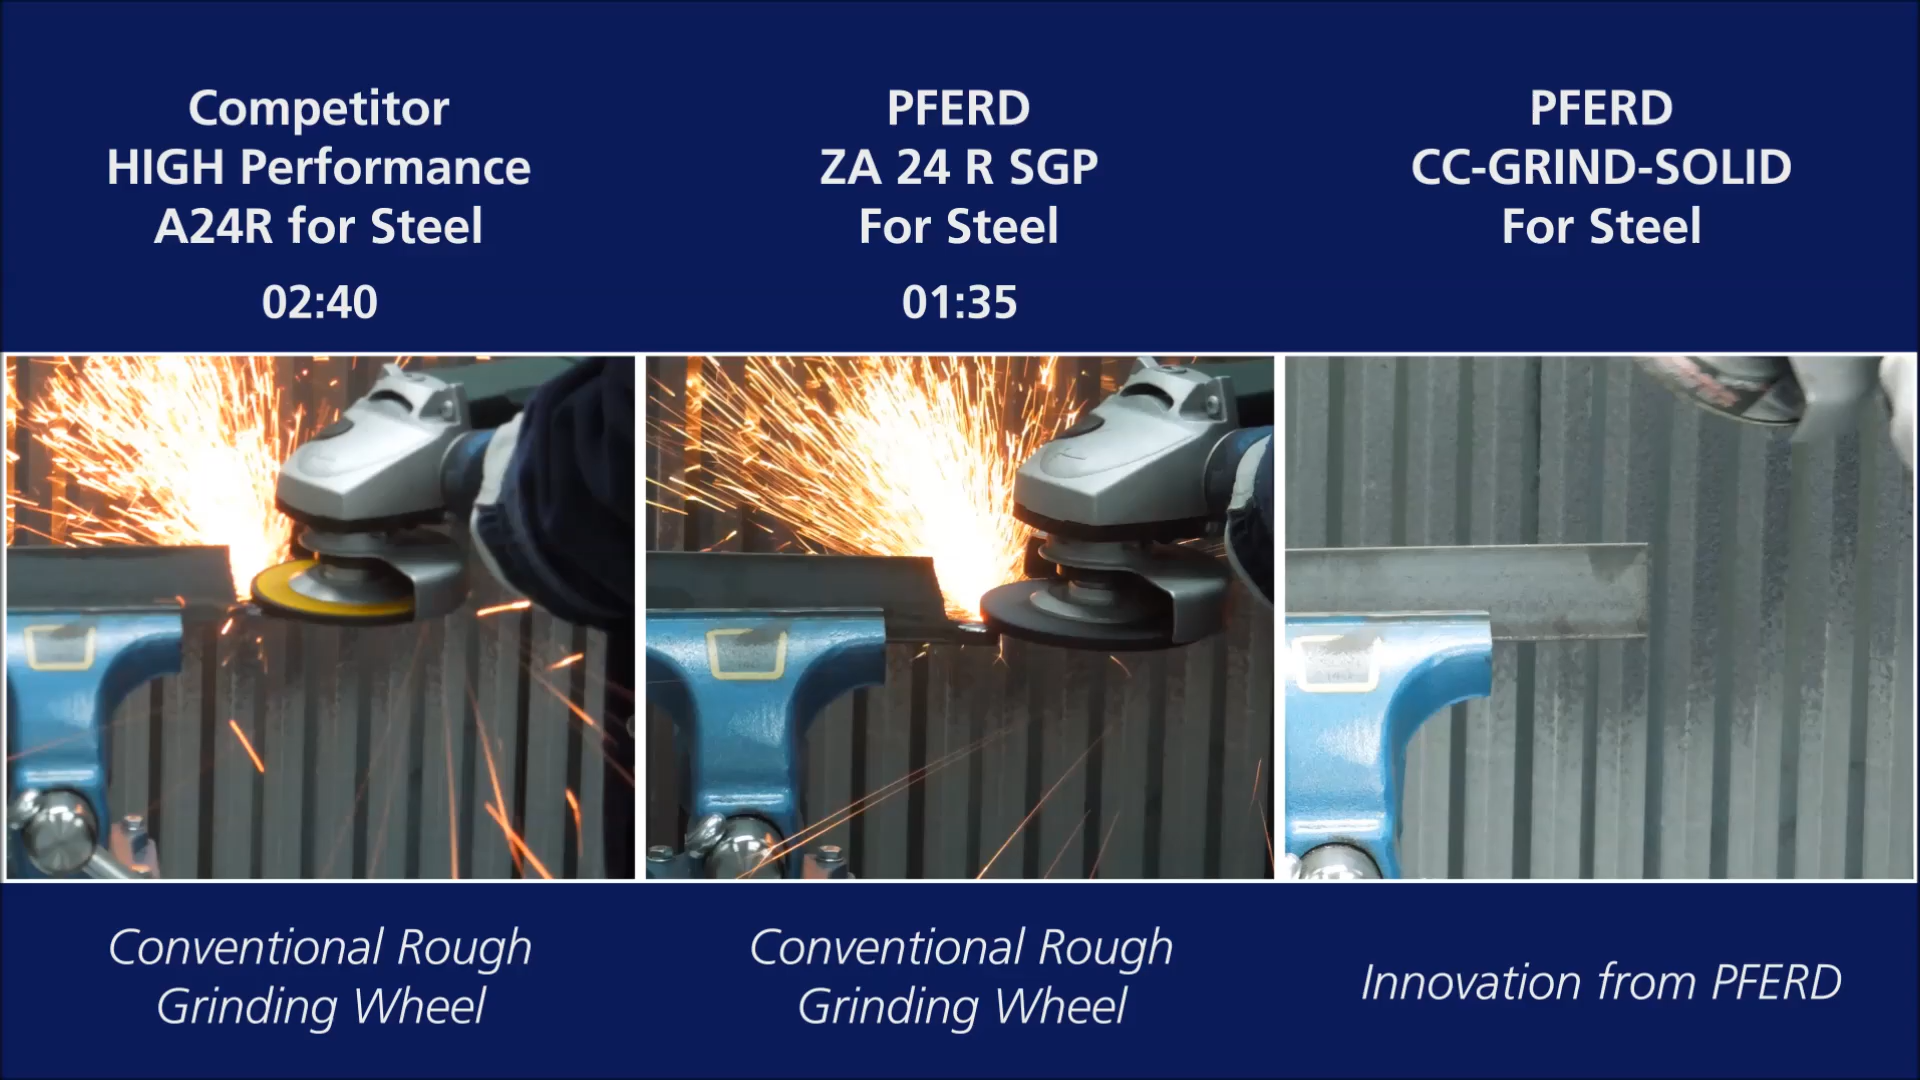 Competitor
HIGH Performance
A24R for Steel
02:40
PFERD
ZA 24 R SGP
For Steel
01:35
PFERD
CC-GRIND-SOLID
For Steel
Conventional Rough
Grinding Wheel
Conventional Rough
Grinding Wheel
Innovation from PFERD